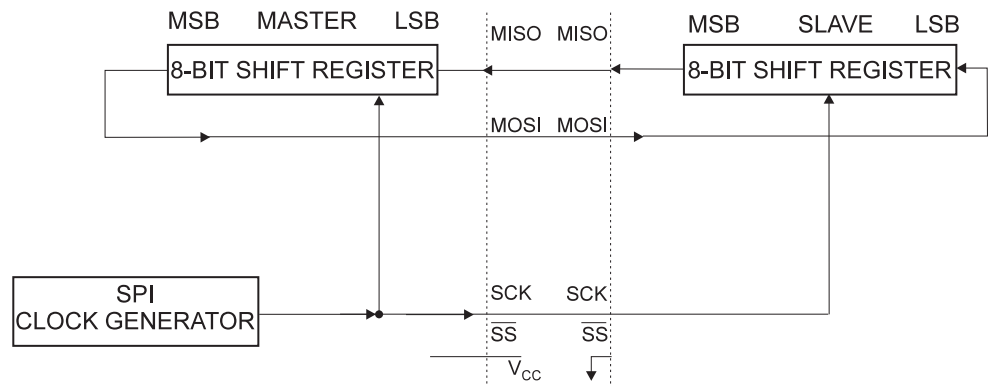 MSB MASTER LSB MISO MISO MSB SLAVE LSB
8-BIT SHIFT REGISTER 8-BIT SHIFT REGISTER
MOSI MOSI
SPI SCK SCK
CLOCK GENERATOR
SS SS
VCC